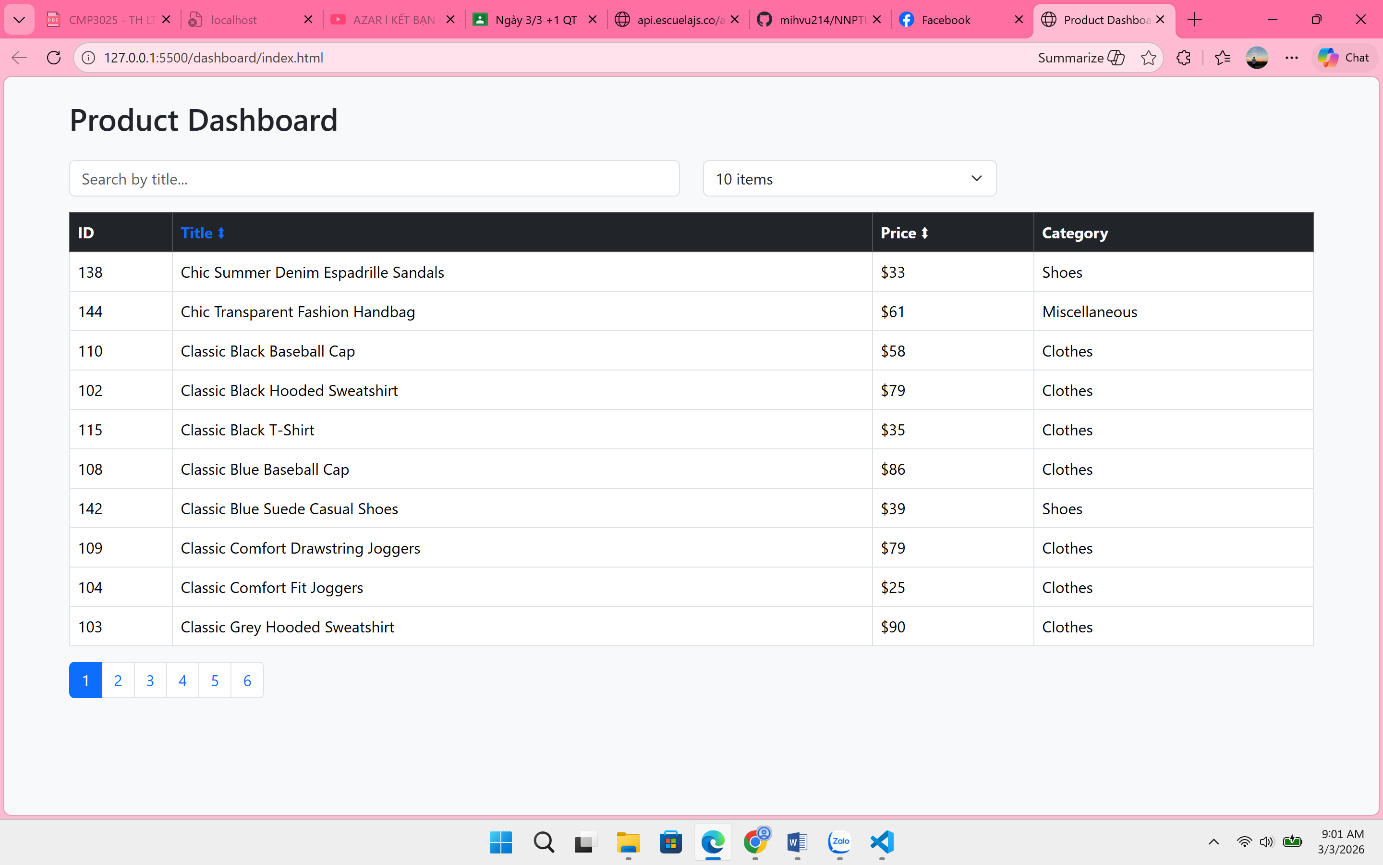 CMP3025 - TH LT
localhost
AZAR I KẾT BẠN
Ngày 3/3 +1 QT
api.escuelajs.co/a
mihvu214/NNPT
Facebook
Product Dashboa
127.0.0.1:5500/dashboard/index.html
Summarize
Chat
Product Dashboard
Search by title...
10 items
ID Title ⬍ Price ⬍ Category
138 Chic Summer Denim Espadrille Sandals $33 Shoes
144 Chic Transparent Fashion Handbag $61 Miscellaneous
110 Classic Black Baseball Cap $58 Clothes
102 Classic Black Hooded Sweatshirt $79 Clothes
115 Classic Black T-Shirt $35 Clothes
108 Classic Blue Baseball Cap $86 Clothes
142 Classic Blue Suede Casual Shoes $39 Shoes
109 Classic Comfort Drawstring Joggers $79 Clothes
104 Classic Comfort Fit Joggers $25 Clothes
103 Classic Grey Hooded Sweatshirt $90 Clothes
1 2 3 4 5 6
Zalo
9:01 AM
3/3/2026